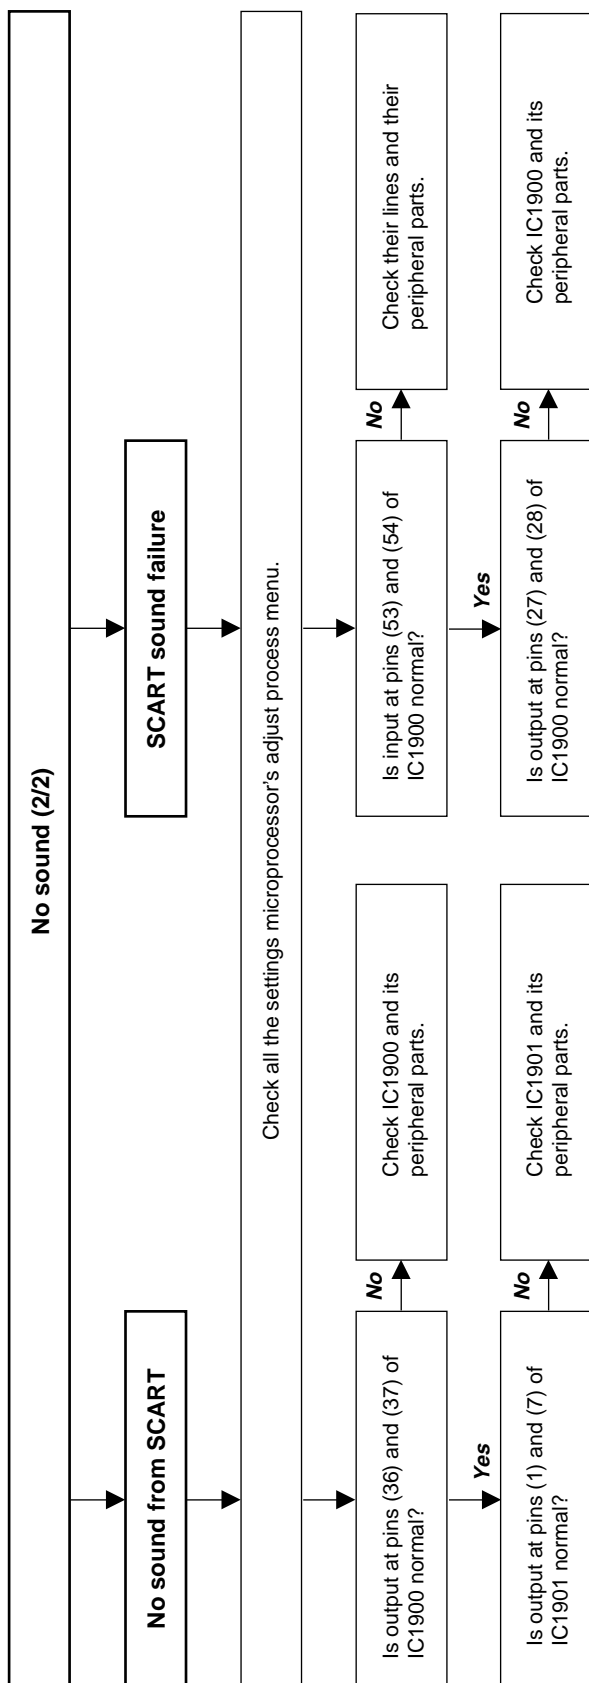 No sound (2/2)
No sound from SCART
SCART sound failure
Check all the settings microprocessor's adjust process menu.
Is output at pins (36) and (37) of
IC1900 normal?
No
Check IC1900 and its
peripheral parts.
Is input at pins (53) and (54) of
IC1900 normal?
No
Check their lines and their
peripheral parts.
Yes
Yes
Is output at pins (1) and (7) of
IC1901 normal?
No
Check IC1901 and its
peripheral parts.
Is output at pins (27) and (28) of
IC1900 normal?
No
Check IC1900 and its
peripheral parts.